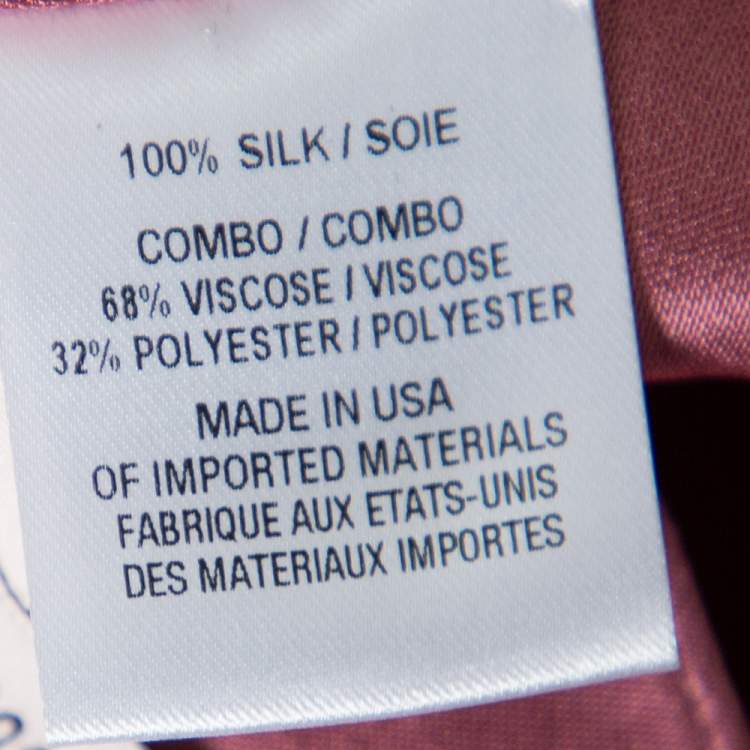 100% SILK / SOIE
COMBO / COMBO
68% VISCOSE / VISCOSE
32% POLYESTER / POLYESTER
MADE IN USA
OF IMPORTED MATERIALS
FABRIQUE AUX ETATS-UNIS
DES MATERIAUX IMPORTES